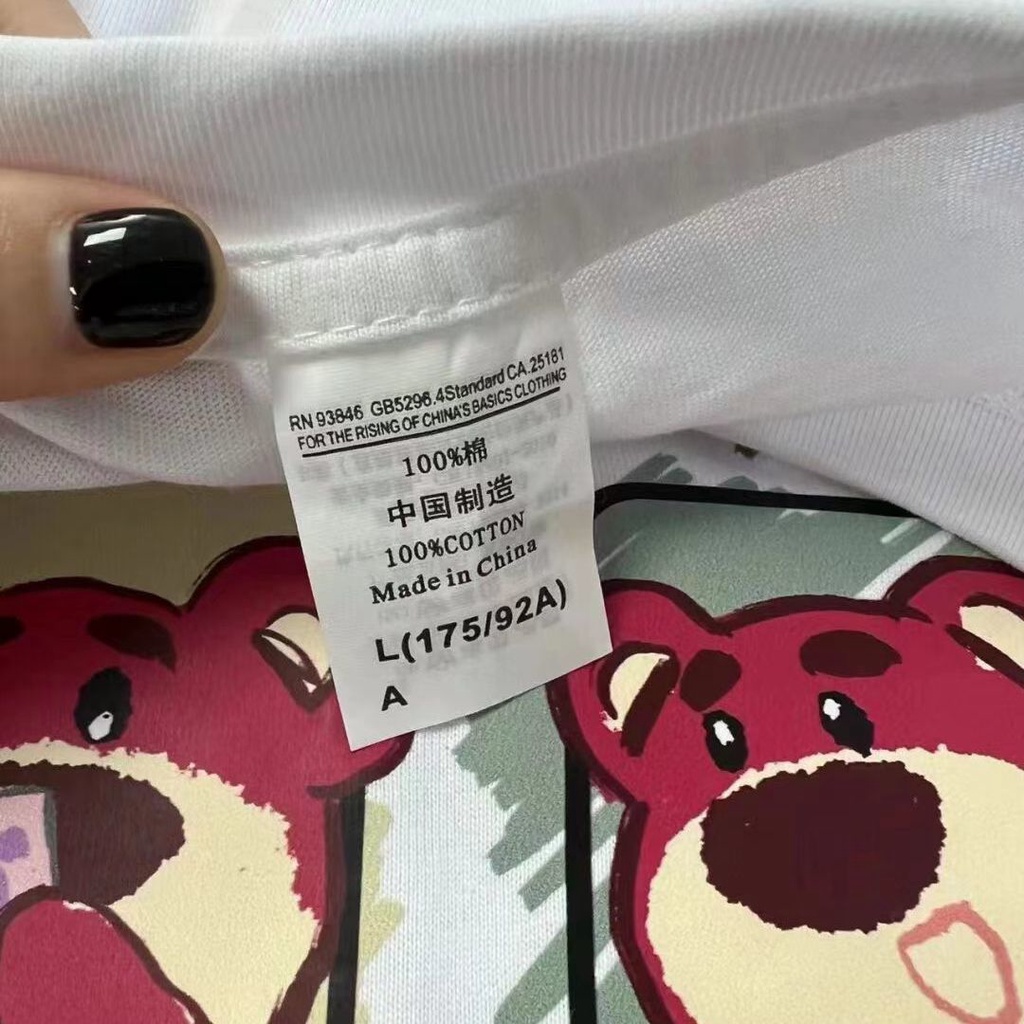 RN 93846 GB5296.4Standard CA.25181
FOR THE RISING OF CHINA'S BASICS CLOTHING
100%棉
中国制造
100%COTTON
Made in China
L(175/92A)
A